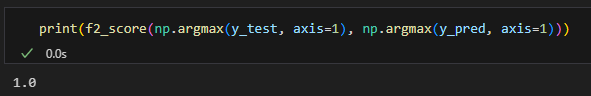 print(f2_score(np.argmax(y_test, axis=1), np.argmax(y_pred, axis=1)))
✓ 0.0s
1.0